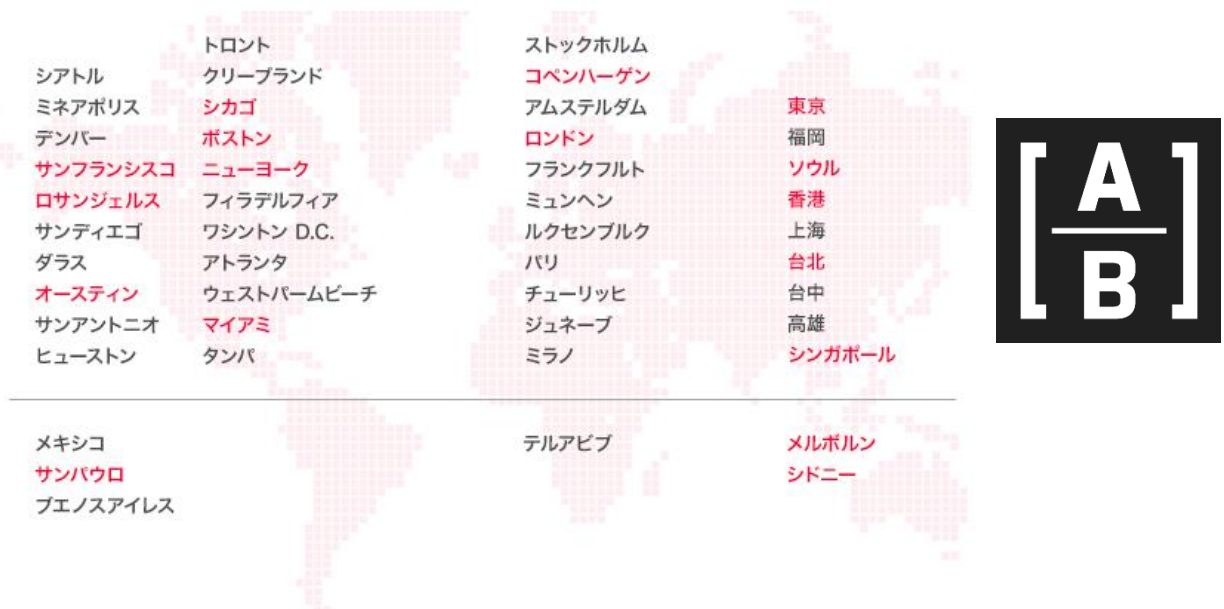 シアトル
ミネアポリス
デンバー
サンフランシスコ
ロサンジェルス
サンディエゴ
ダラス
オースティン
サンアントニオ
ヒューストン
トロント
クリーブランド
シカゴ
ボストン
ニューヨーク
フィラデルフィア
ワシントン D.C.
アトランタ
ウェストパームビーチ
マイアミ
タンパ
ストックホルム
コペンハーゲン
アムステルダム
ロンドン
フランクフルト
ミュンヘン
ルクセンブルク
パリ
チューリッヒ
ジュネーブ
ミラノ
東京
福岡
ソウル
香港
上海
台北
台中
高雄
シンガポール
メキシコ
サンパウロ
ブエノスアイレス
テルアビブ
メルボルン
シドニー
[A
B]